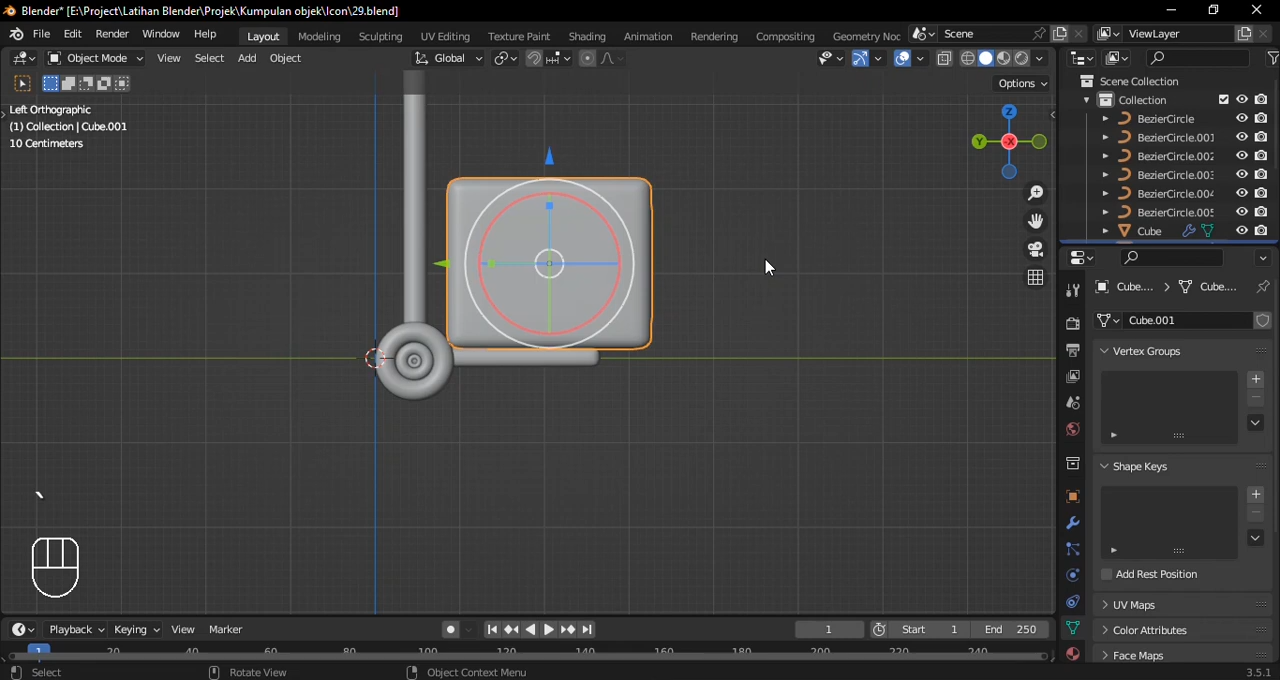 Blender* [E:\Project\Latihan Blender\Projek\Kumpulan objek\Icon\29.blend]
File Edit Render Window Help Layout Modeling Sculpting UV Editing Texture Paint Shading Animation Rendering Compositing Geometry Noc Scene ViewLayer
Object Mode View Select Add Object Global
Options
Left Orthographic
(1) Collection | Cube.001
10 Centimeters
Z
Y
X
Scene Collection
Collection
BezierCircle
BezierCircle.001
BezierCircle.002
BezierCircle.003
BezierCircle.004
BezierCircle.005
Cube
Cube.... > Cube....
Cube.001
Vertex Groups
Shape Keys
Add Rest Position
UV Maps
Color Attributes
Face Maps
Playback Keying View Marker 1 Start 1 End 250
1 20 40 60 80 100 120 140 160 180 200 220 240
Select Rotate View Object Context Menu 3.5.1